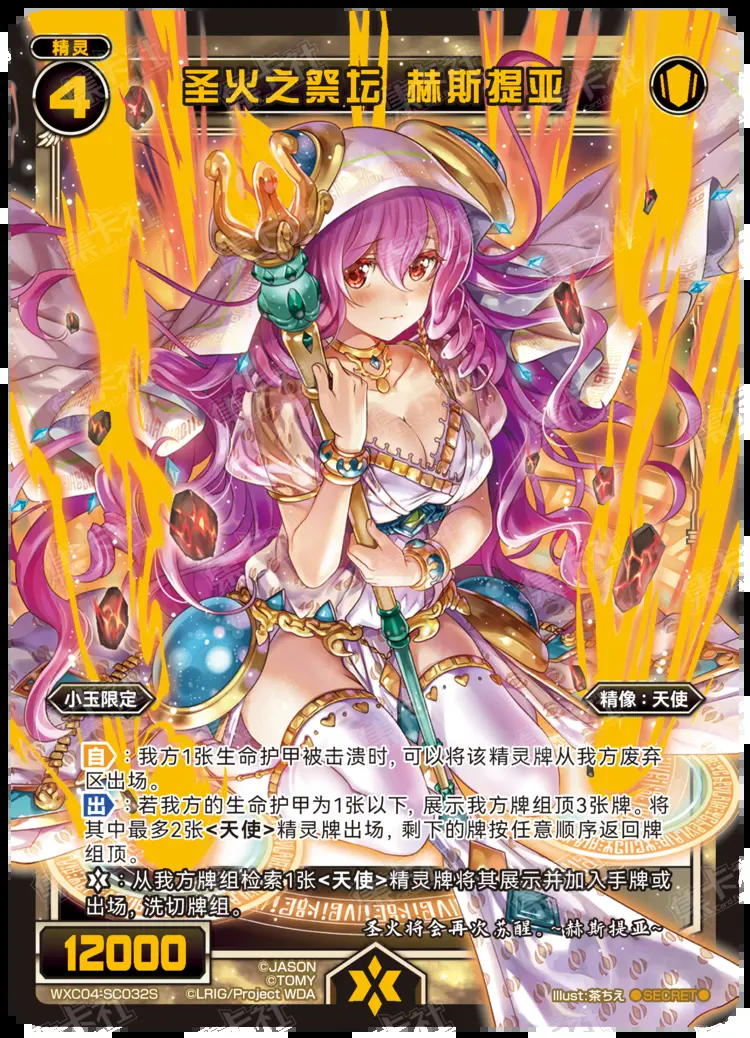 精灵
4
圣火之祭坛 赫斯提亚
小玉限定
精像:天使
自:我方1张生命护甲被击溃时,可以将该精灵牌从我方废弃
区出场。
出:若我方的生命护甲为1张以下,展示我方牌组顶3张牌。将
其中最多2张<天使>精灵牌出场,剩下的牌按任意顺序返回牌
组顶。
:从我方牌组检索1张<天使>精灵牌将其展示并加入手牌或
出场,洗切牌组。
圣火将会再次苏醒。~赫斯提亚~
12000
©JASON
©TOMY
WXC04-SC032S ©LRIG/Project WDA
Illust:茶ちえ ●SECRET●
集卡社